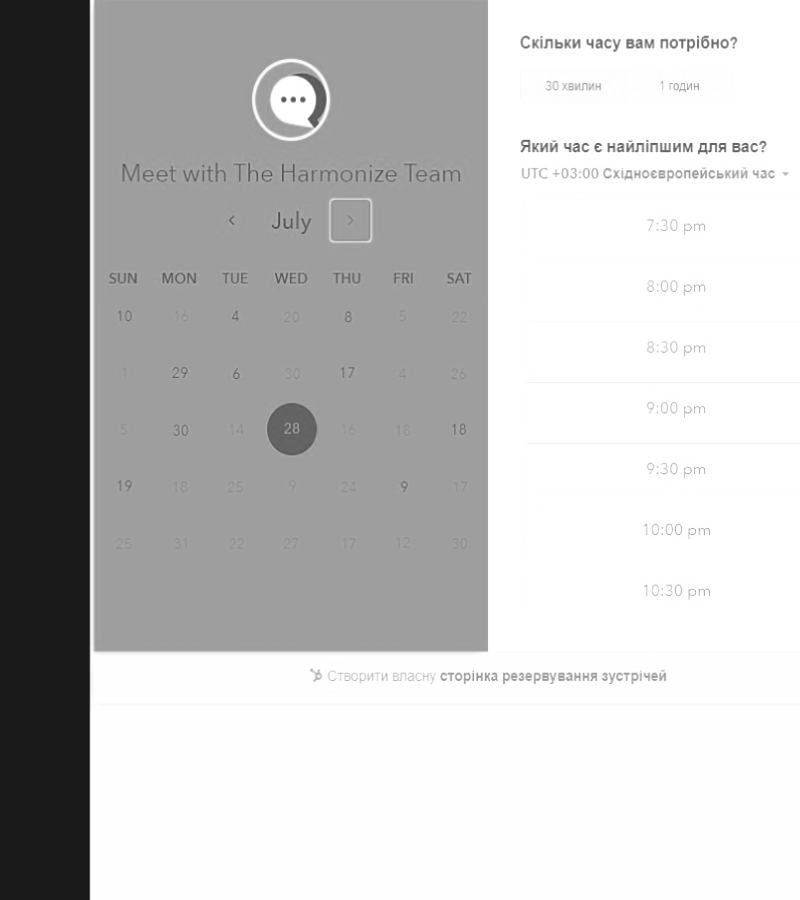 Meet with The Harmonize Team
July
SUN MON TUE WED THU FRI SAT
10 16 4 20 8 5 22
1 29 6 30 17 4 26
5 30 14 28 16 18 18
19 18 25 9 24 9 17
25 31 22 27 17 12 30
Скільки часу вам потрібно?
30 хвилин 1 годин
Який час є найліпшим для вас?
UTC +03:00 Східноєвропейський час
7:30 pm
8:00 pm
8:30 pm
9:00 pm
9:30 pm
10:00 pm
10:30 pm
Створити власну сторінка резервування зустрічей